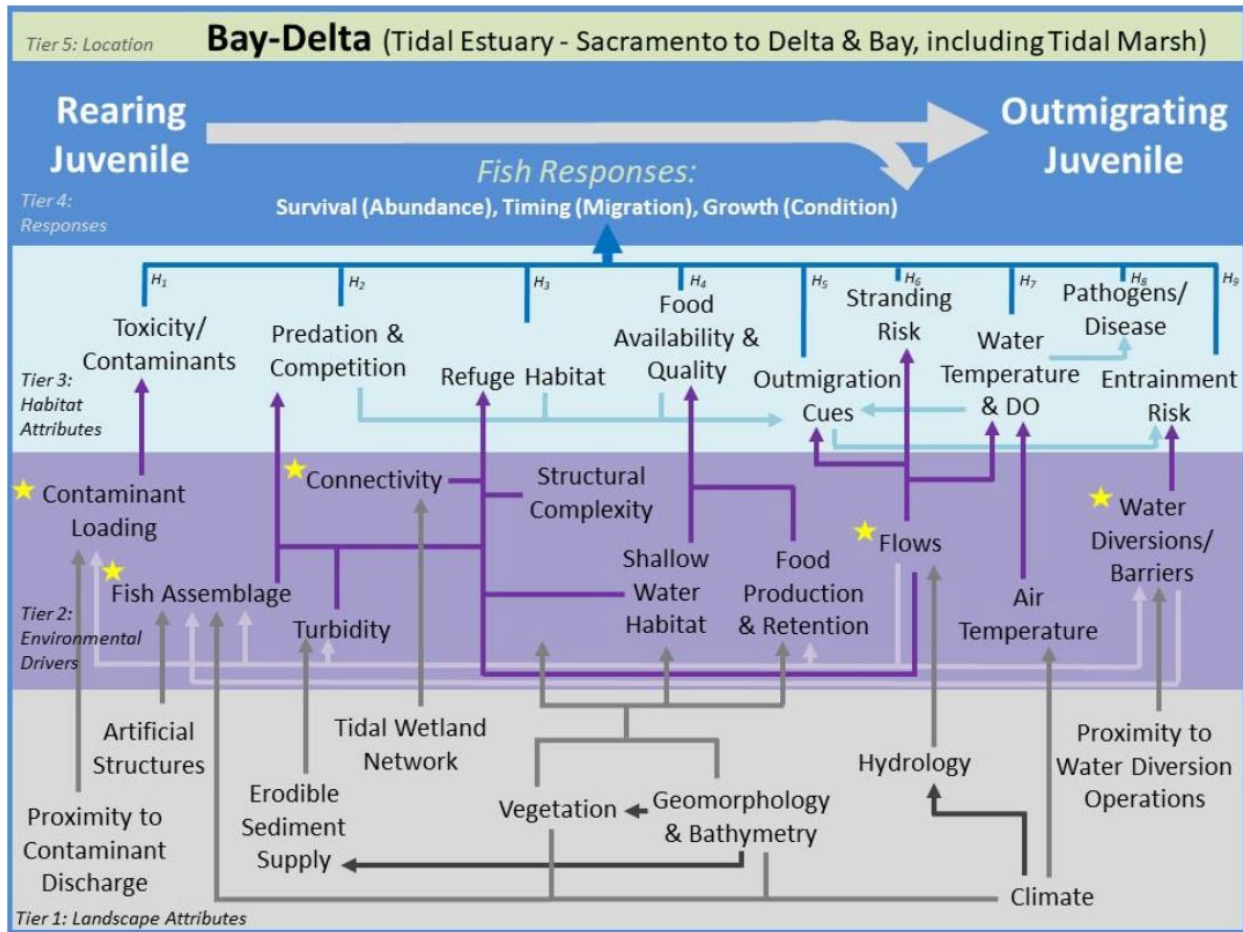 Tier 5: Location
Bay-Delta (Tidal Estuary - Sacramento to Delta & Bay, including Tidal Marsh)
Rearing
Juvenile
Outmigrating
Juvenile
Fish Responses:
Survival (Abundance), Timing (Migration), Growth (Condition)
Tier 4:
Responses
H1
H2
H3
H4
H5
H6
H7
H8
H9
Toxicity/
Contaminants
Predation &
Competition
Refuge Habitat
Food
Availability &
Quality
Outmigration
Cues
Stranding
Risk
Water
Temperature
& DO
Pathogens/
Disease
Entrainment
Risk
Tier 3:
Habitat
Attributes
Contaminant
Loading
Fish Assemblage
Connectivity
Structural
Complexity
Turbidity
Shallow
Water
Habitat
Food
Production
& Retention
Flows
Air
Temperature
Water
Diversions/
Barriers
Tier 2:
Environmental
Drivers
Artificial
Structures
Proximity to
Contaminant
Discharge
Erodible
Sediment
Supply
Tidal Wetland
Network
Vegetation
Geomorphology
& Bathymetry
Hydrology
Climate
Proximity to
Water Diversion
Operations
Tier 1: Landscape Attributes